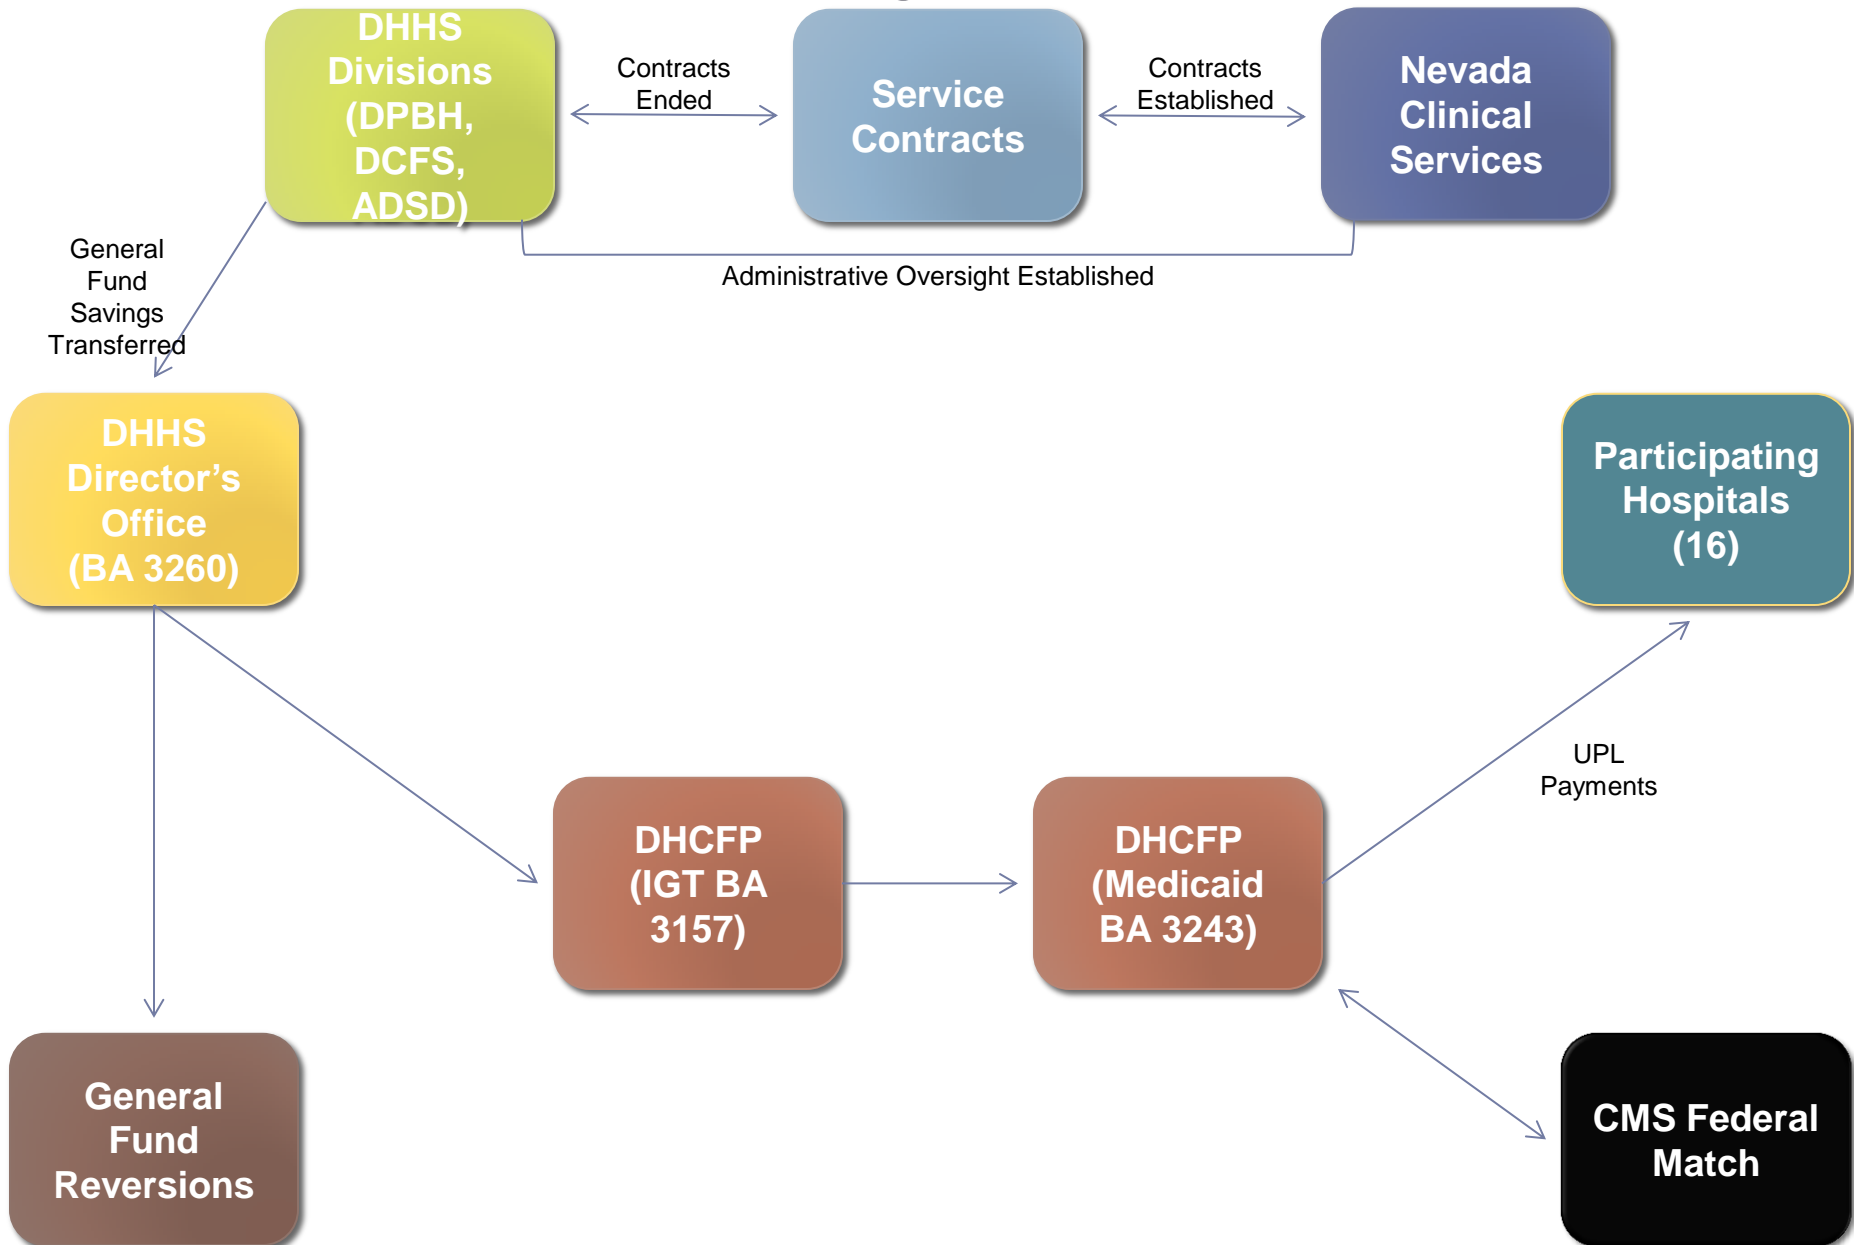 DHHS
Divisions
(DPBH,
DCFS,
ADSD)
Contracts
Ended
Service
Contracts
Contracts
Established
Nevada
Clinical
Services
General
Fund
Savings
Transferred
Administrative Oversight Established
DHHS
Director’s
Office
(BA 3260)
Participating
Hospitals
(16)
UPL
Payments
DHCFP
(IGT BA
3157)
DHCFP
(Medicaid
BA 3243)
General
Fund
Reversions
CMS Federal
Match